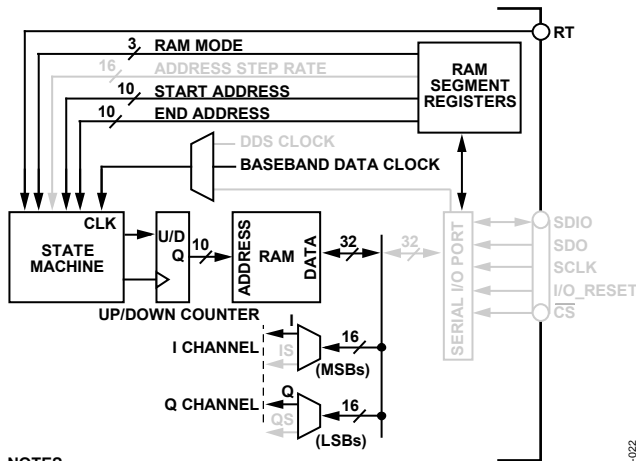 RT
3 RAM MODE
16 ADDRESS STEP RATE
10 START ADDRESS
10 END ADDRESS
RAM
SEGMENT
REGISTERS
DDS CLOCK
BASEBAND DATA CLOCK
CLK
STATE
MACHINE
U/D
Q
10
ADDRESS
RAM
DATA
32
32
SERIAL I/O PORT
SDIO
SDO
SCLK
I/O_RESET
CS
UP/DOWN COUNTER
I CHANNEL
I
IS
16
(MSBs)
Q CHANNEL
Q
QS
16
(LSBs)
-022